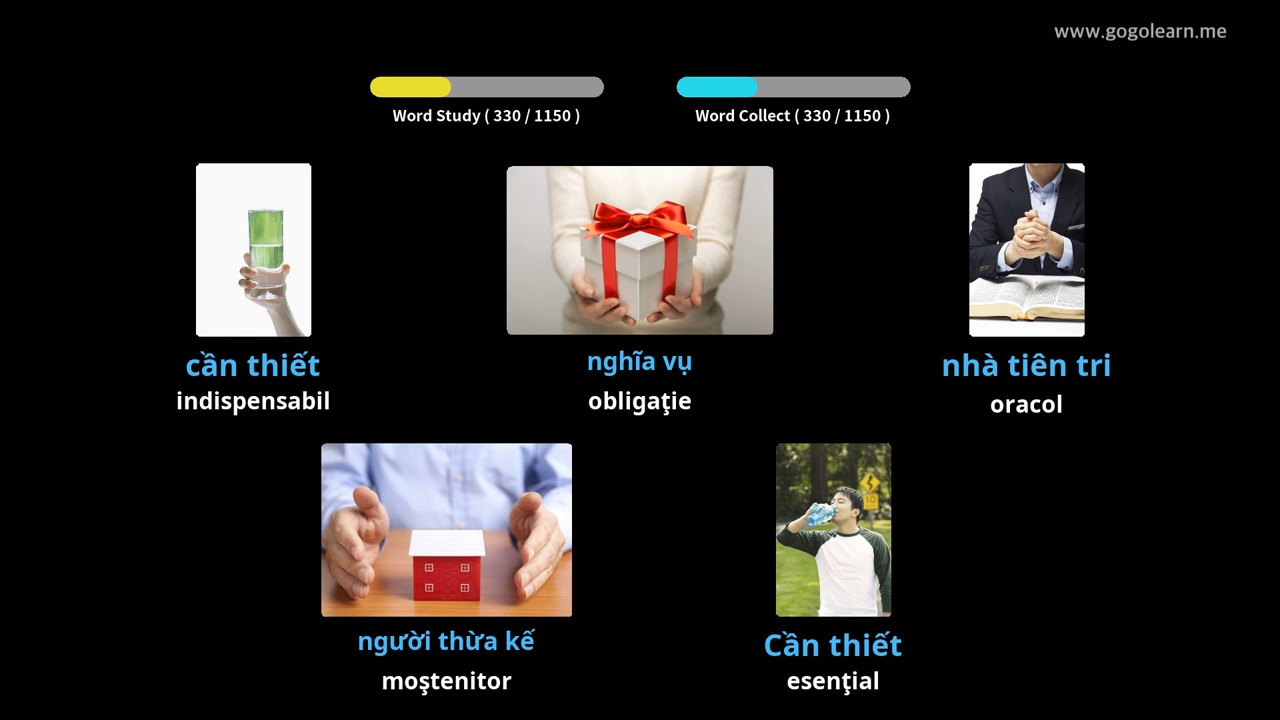 www.gogolearn.me
Word Study ( 330 / 1150 )
Word Collect ( 330 / 1150 )
cần thiết
indispensabil
nghĩa vụ
obligaţie
nhà tiên tri
oracol
người thừa kế
moştenitor
Cần thiết
esenţial